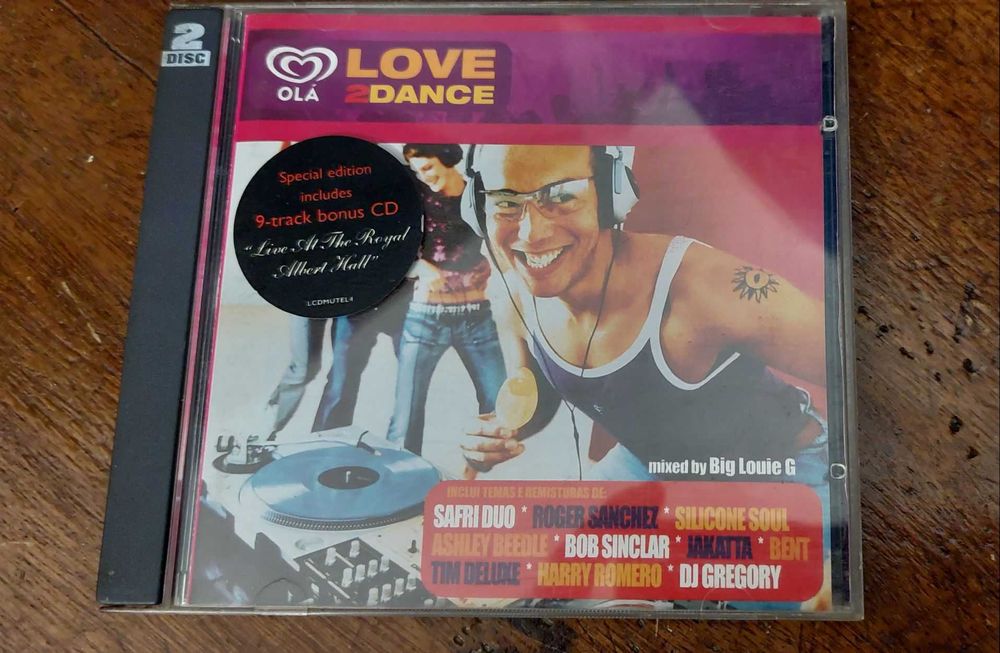 2
DISC
OLÁ
LOVE
2DANCE
Special edition
includes
9-track bonus CD
"Live At The Royal
Albert Hall"
LCDMUTEL4
mixed by Big Louie G
INCLUI TEMAS E REMISTURAS DE:
SAFRI DUO * ROGER SANCHEZ * SILICONE SOUL
ASHLEY BEEDLE * BOB SINCLAR * JAKATTA * BENT
TIM DELUXE * HARRY ROMERO * DJ GREGORY